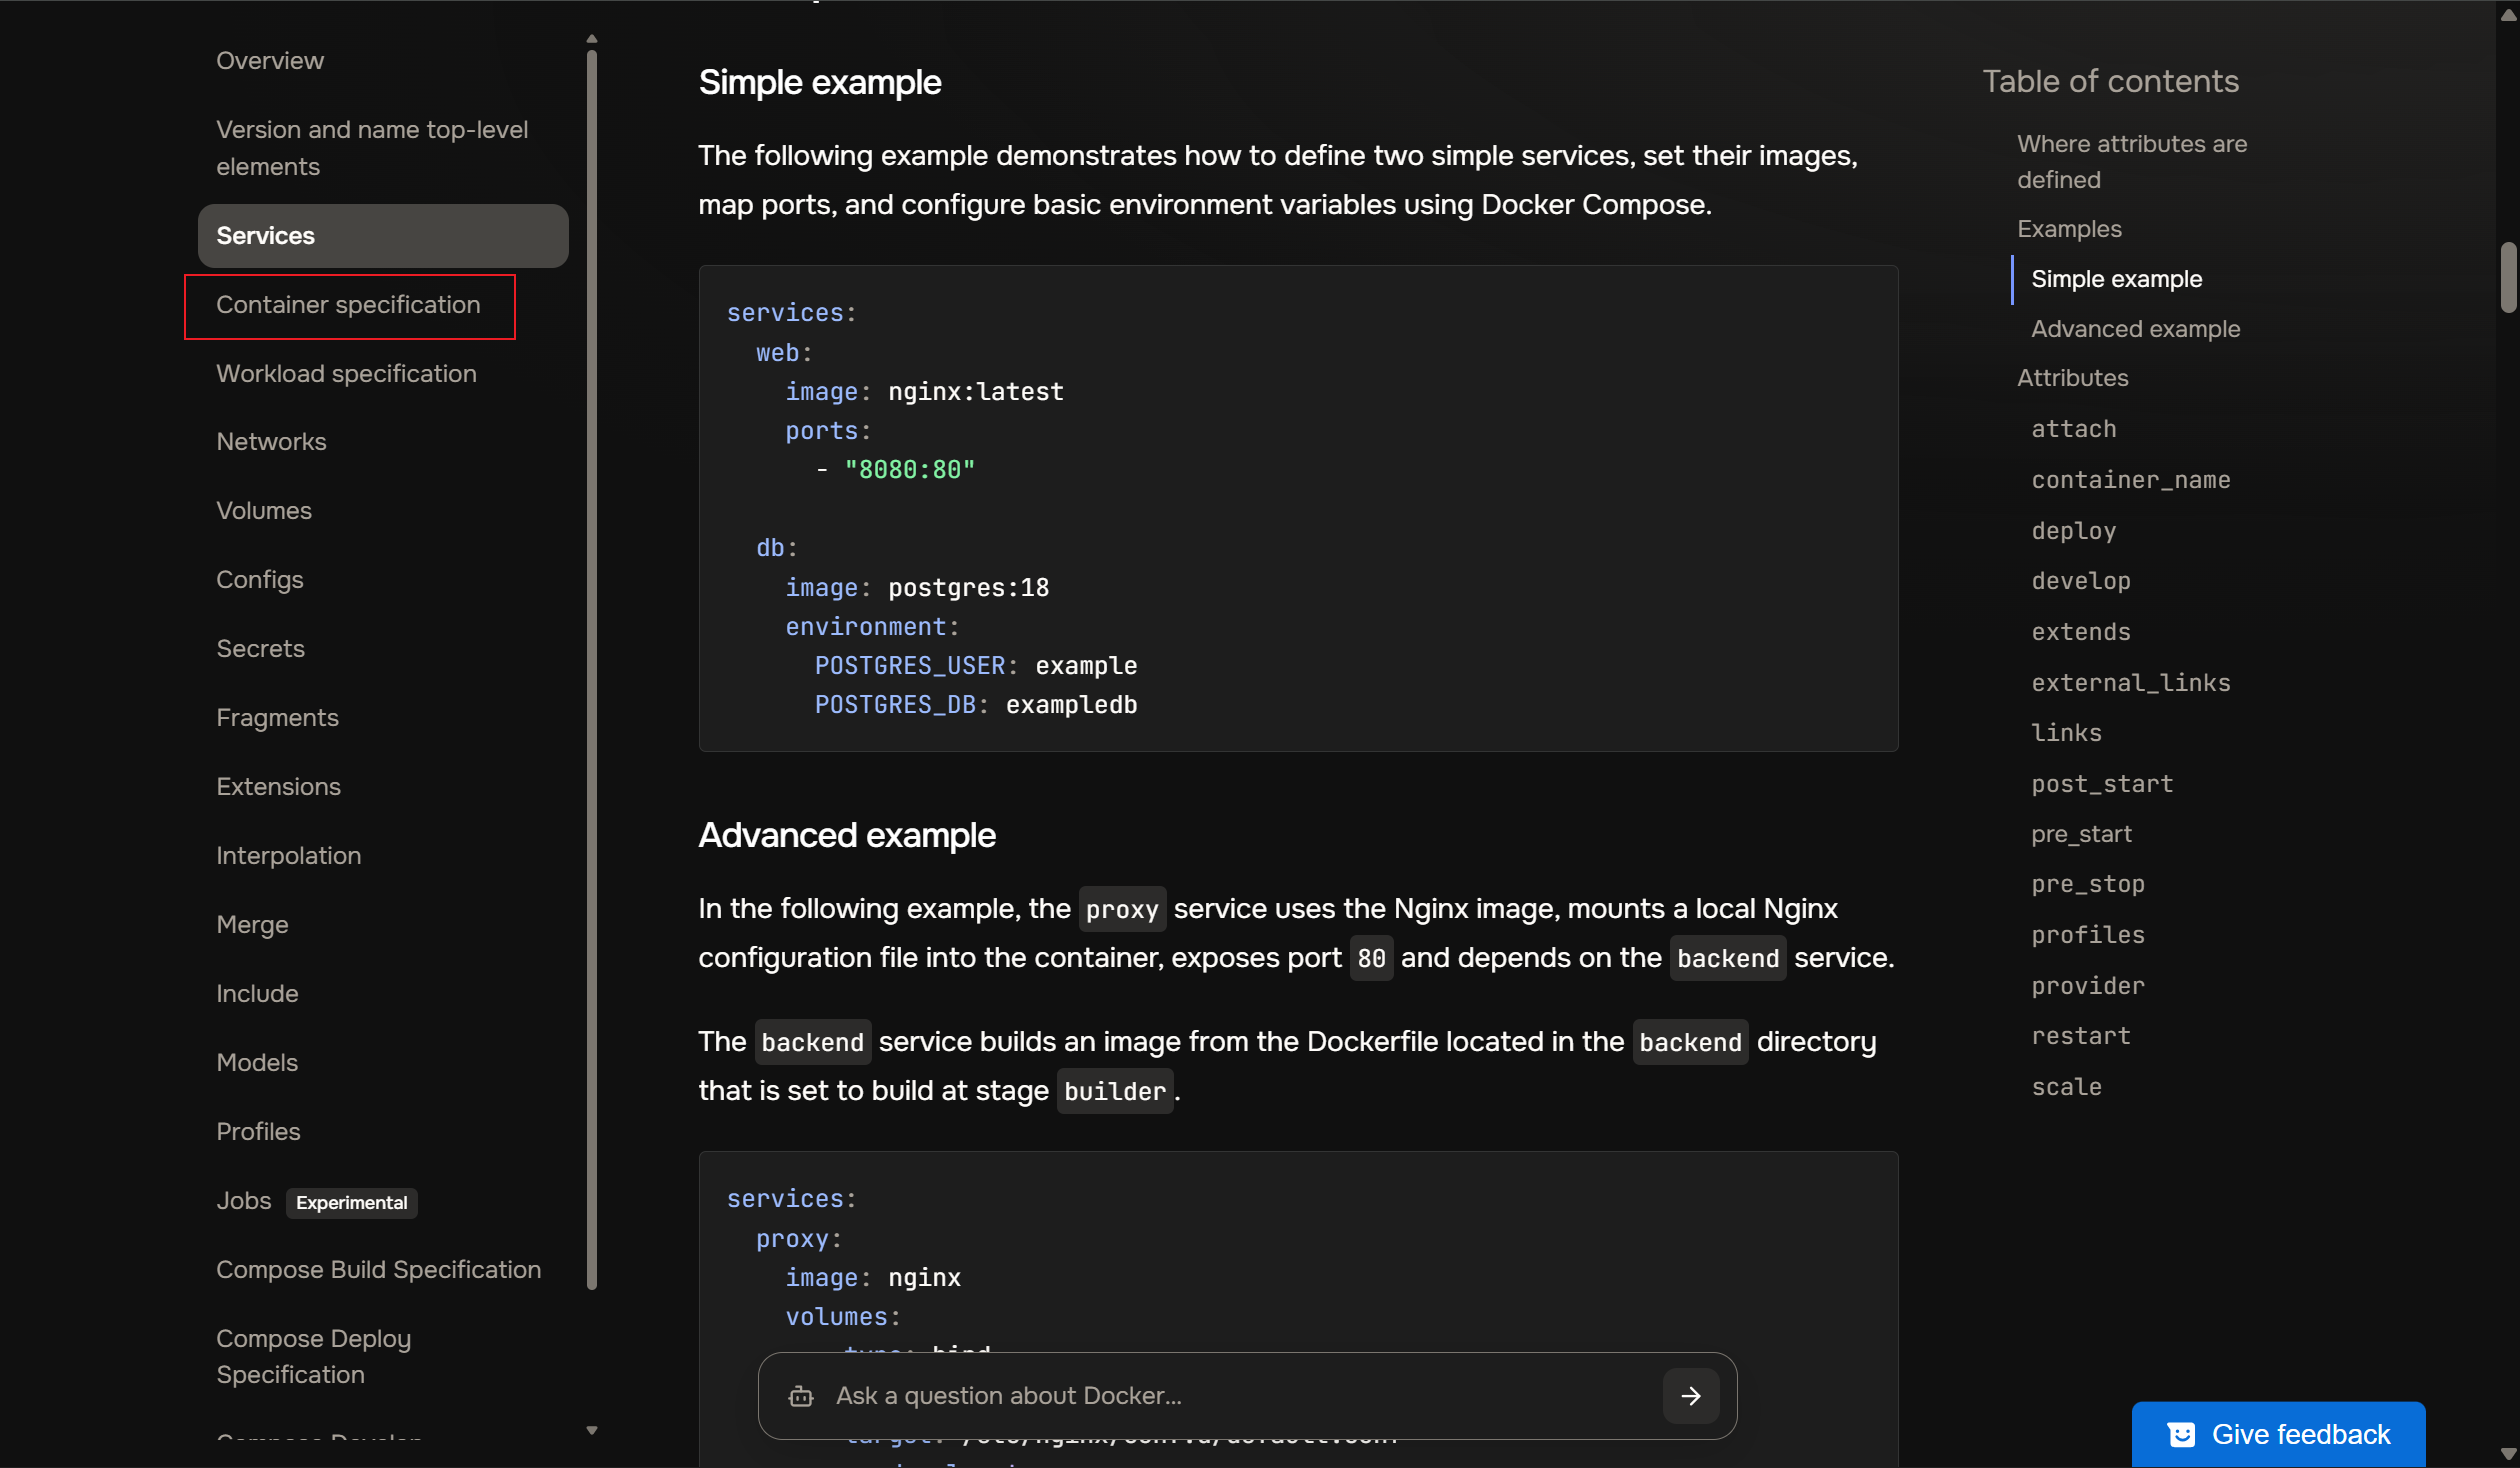 Overview
Version and name top-level
elements
Services
Container specification
Workload specification
Networks
Volumes
Configs
Secrets
Fragments
Extensions
Interpolation
Merge
Include
Models
Profiles
Jobs Experimental
Compose Build Specification
Compose Deploy
Specification
Simple example
The following example demonstrates how to define two simple services, set their images,
map ports, and configure basic environment variables using Docker Compose.
services:
  web:
    image: nginx:latest
    ports:
      - "8080:80"
  db:
    image: postgres:18
    environment:
      POSTGRES_USER: example
      POSTGRES_DB: exampledb
Advanced example
In the following example, the proxy service uses the Nginx image, mounts a local Nginx
configuration file into the container, exposes port 80 and depends on the backend service.
The backend service builds an image from the Dockerfile located in the backend directory
that is set to build at stage builder.
services:
  proxy:
    image: nginx
    volumes:
Ask a question about Docker...
Table of contents
Where attributes are
defined
Examples
Simple example
Advanced example
Attributes
attach
container_name
deploy
develop
extends
external_links
links
post_start
pre_start
pre_stop
profiles
provider
restart
scale
Give feedback